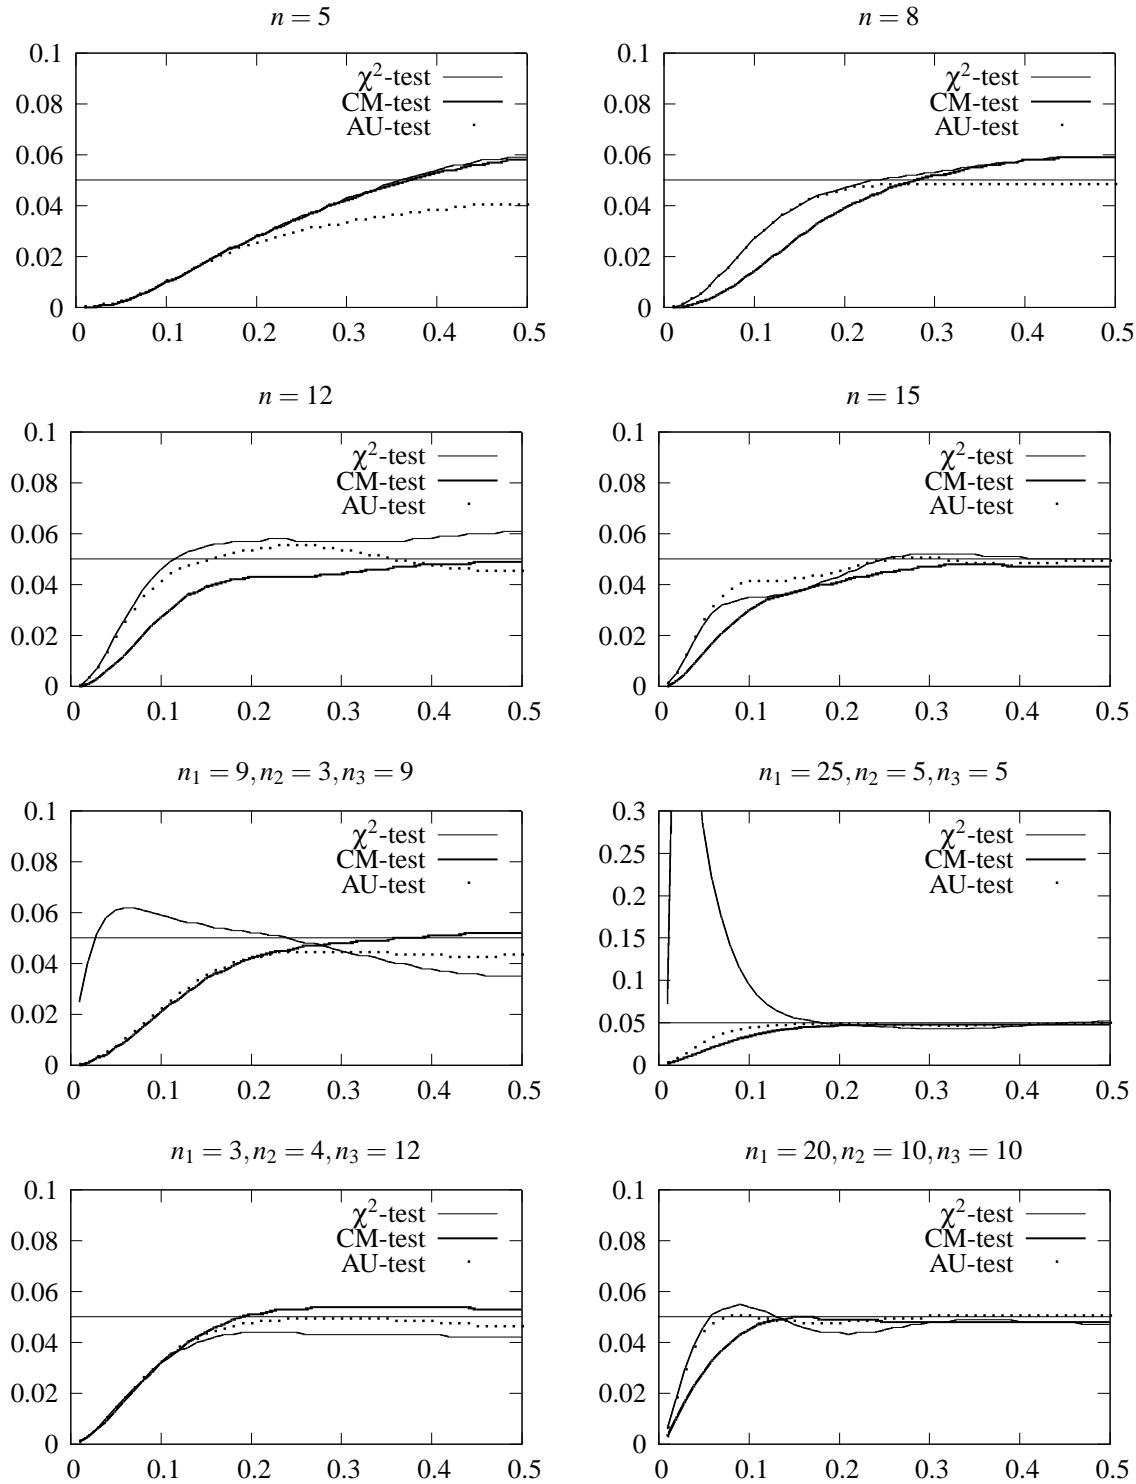 n = 5
0.1
0.08
0.06
0.04
0.02
0
χ²-test
CM-test
AU-test
0 0.1 0.2 0.3 0.4 0.5
n = 8
0.1
0.08
0.06
0.04
0.02
0
χ²-test
CM-test
AU-test
0 0.1 0.2 0.3 0.4 0.5
n = 12
0.1
0.08
0.06
0.04
0.02
0
χ²-test
CM-test
AU-test
0 0.1 0.2 0.3 0.4 0.5
n = 15
0.1
0.08
0.06
0.04
0.02
0
χ²-test
CM-test
AU-test
0 0.1 0.2 0.3 0.4 0.5
n₁ = 9, n₂ = 3, n₃ = 9
0.1
0.08
0.06
0.04
0.02
0
χ²-test
CM-test
AU-test
0 0.1 0.2 0.3 0.4 0.5
n₁ = 25, n₂ = 5, n₃ = 5
0.3
0.25
0.2
0.15
0.1
0.05
0
χ²-test
CM-test
AU-test
0 0.1 0.2 0.3 0.4 0.5
n₁ = 3, n₂ = 4, n₃ = 12
0.1
0.08
0.06
0.04
0.02
0
χ²-test
CM-test
AU-test
0 0.1 0.2 0.3 0.4 0.5
n₁ = 20, n₂ = 10, n₃ = 10
0.1
0.08
0.06
0.04
0.02
0
χ²-test
CM-test
AU-test
0 0.1 0.2 0.3 0.4 0.5